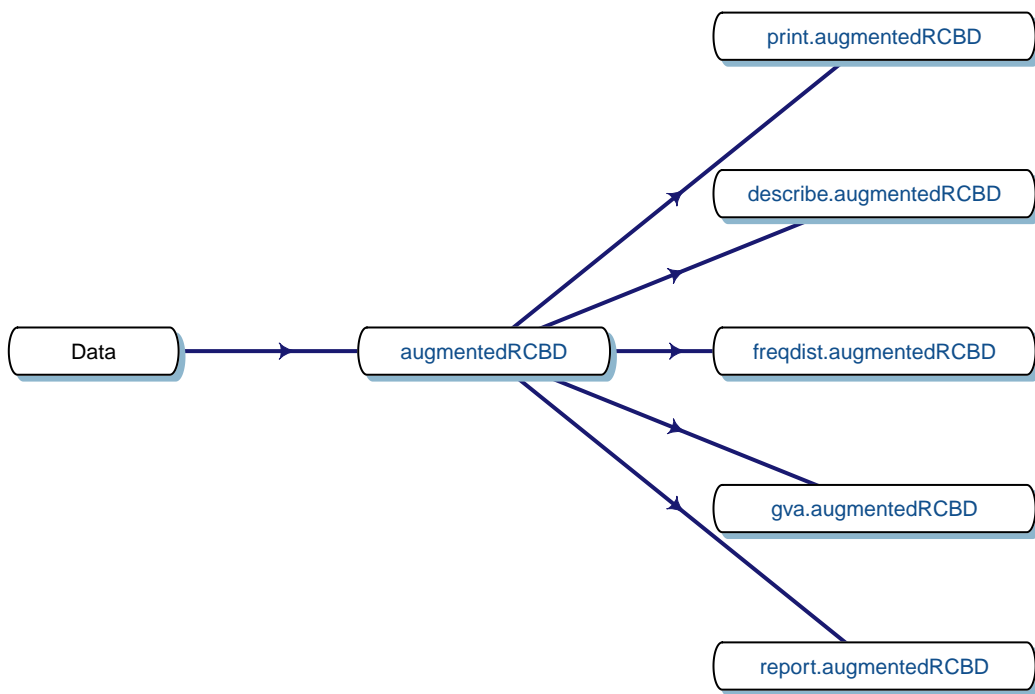 print.augmentedRCBD
describe.augmentedRCBD
Data
augmentedRCBD
freqdist.augmentedRCBD
gva.augmentedRCBD
report.augmentedRCBD